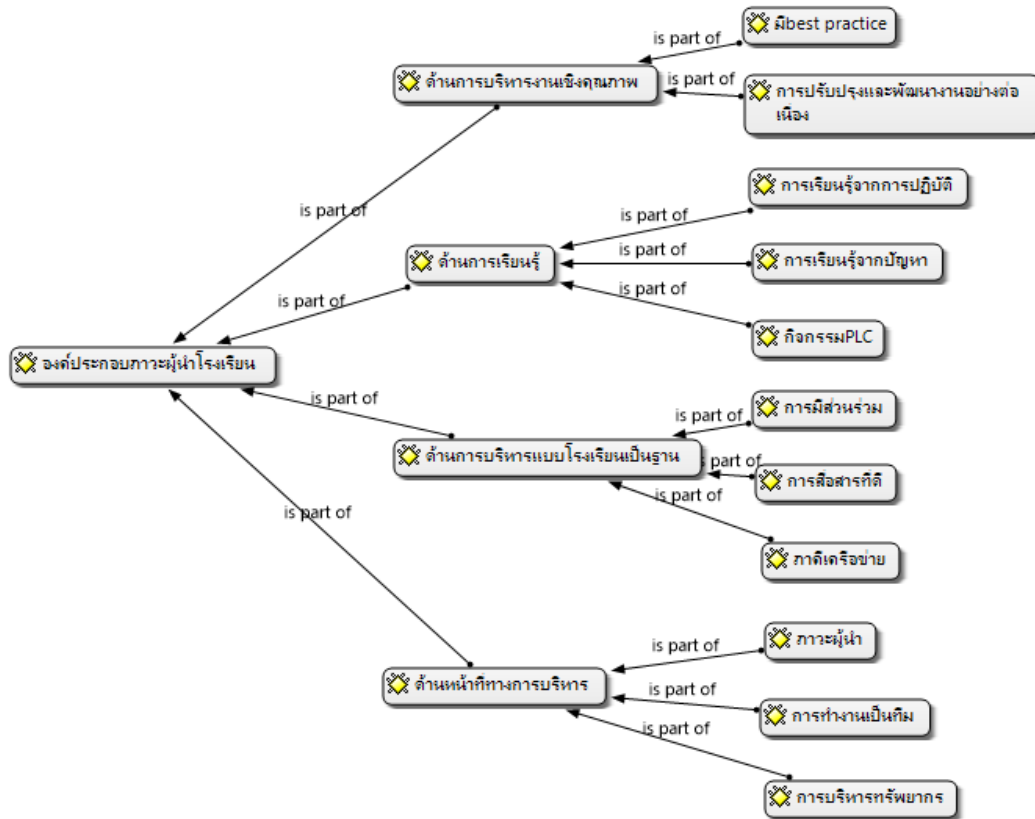 is part of
มีbest practice
ด้านการบริหารงานเชิงคุณภาพ
is part of
การปรับปรุงและพัฒนางานอย่างต่อ
เนื่อง
is part of
is part of
การเรียนรู้จากการปฏิบัติ
ด้านการเรียนรู้
is part of
การเรียนรู้จากปัญหา
is part of
is part of
กิจกรรมPLC
องค์ประกอบภาวะผู้นำโรงเรียน
is part of
is part of
การมีส่วนร่วม
ด้านการบริหารแบบโรงเรียนเป็นฐาน
is part of
การสื่อสารที่ดี
is part of
is part of
ภาคีเครือข่าย
is part of
ภาวะผู้นำ
ด้านหน้าที่ทางการบริหาร
is part of
การทำงานเป็นทีม
is part of
การบริหารทรัพยากร